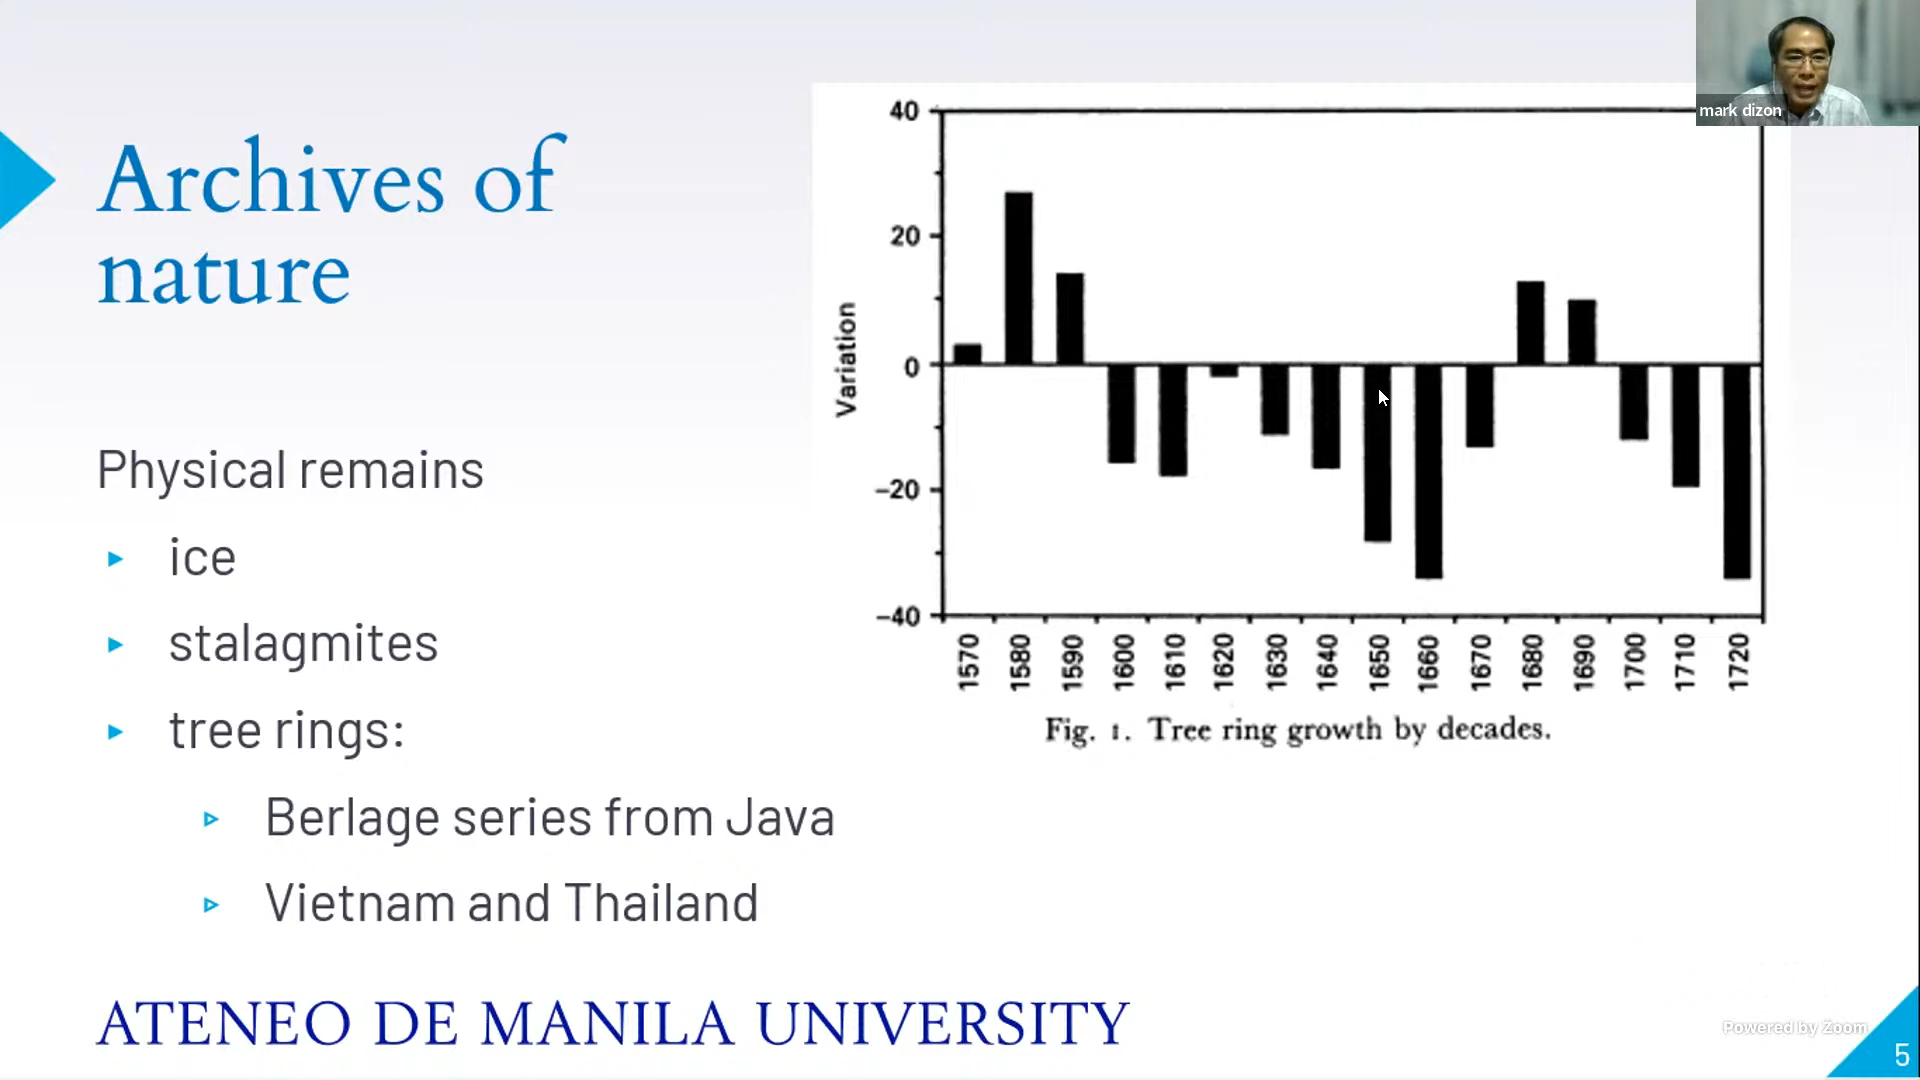 mark dizon
Archives of
nature
Physical remains
ice
stalagmites
tree rings:
Berlage series from Java
Vietnam and Thailand
40
20
0
–20
–40
Variation
1570
1580
1590
1600
1610
1620
1630
1640
1650
1660
1670
1680
1690
1700
1710
1720
Fig. 1. Tree ring growth by decades.
ATENEO DE MANILA UNIVERSITY
Powered by Zoom
5